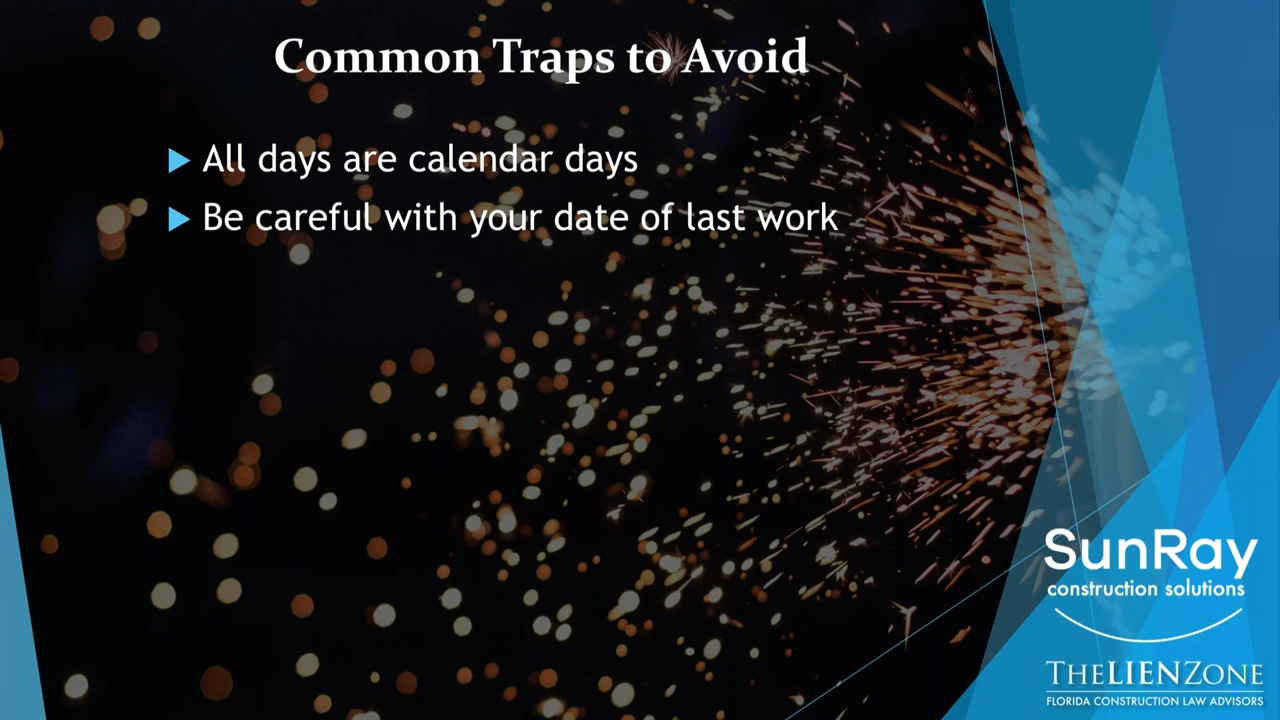 Common Traps to Avoid
All days are calendar days
Be careful with your date of last work
SunRay
construction solutions
THELIENZONE
FLORIDA CONSTRUCTION LAW ADVISORS